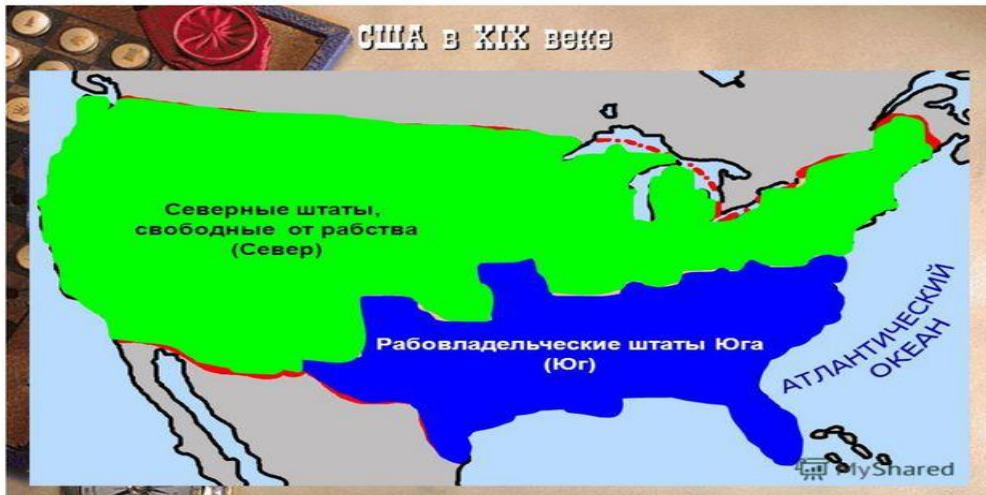 США в XIX веке
Северные штаты,
свободные от рабства
(Север)
Рабовладельческие штаты Юга
(Юг)
АТЛАНТИЧЕСКИЙ
ОКЕАН
MyShared